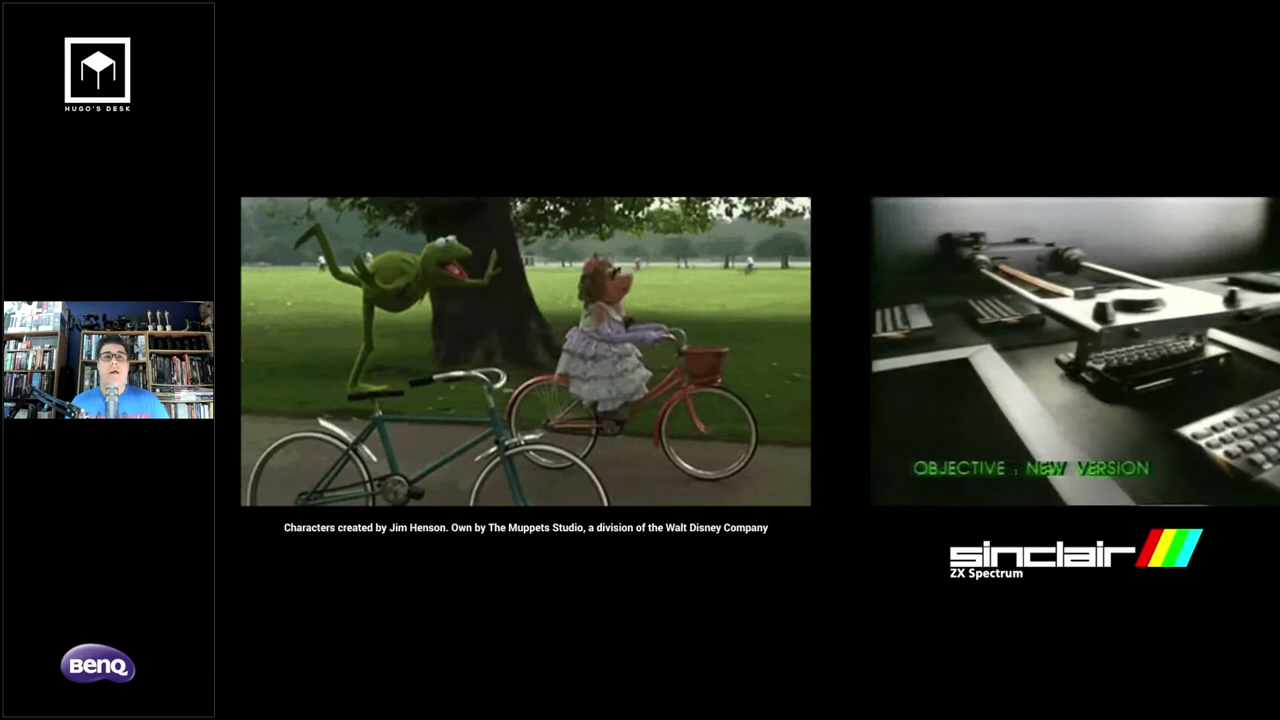 HUGO'S DESK
OBJECTIVE : NEW VERSION
Characters created by Jim Henson. Own by The Muppets Studio, a division of the Walt Disney Company
sinclair
ZX Spectrum
BenQ